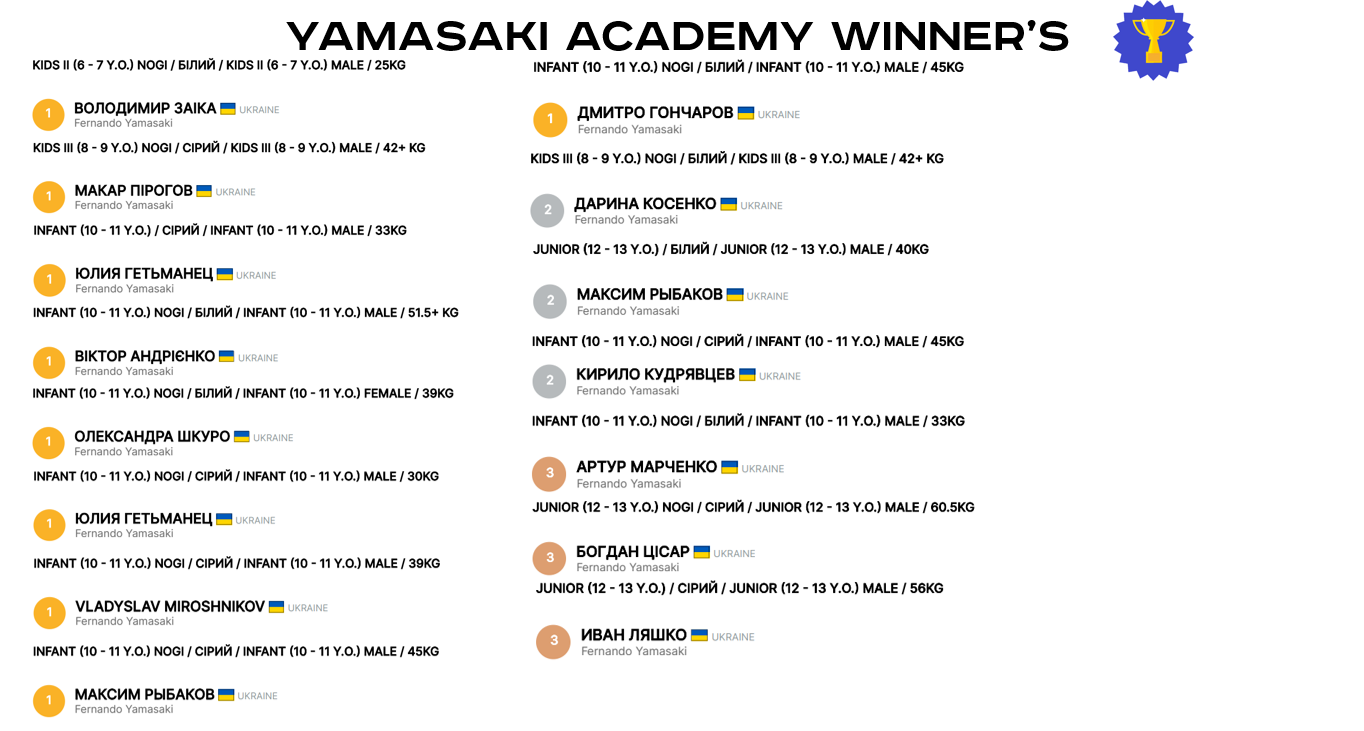 YAMASAKI ACADEMY WINNER'S
KIDS II (6 - 7 Y.O.) NOGI / БІЛИЙ / KIDS II (6 - 7 Y.O.) MALE / 25KG
1
ВОЛОДИМИР ЗАІКА UKRAINE
Fernando Yamasaki
KIDS III (8 - 9 Y.O.) NOGI / СІРИЙ / KIDS III (8 - 9 Y.O.) MALE / 42+ KG
1
МАКАР ПІРОГОВ UKRAINE
Fernando Yamasaki
INFANT (10 - 11 Y.O.) / СІРИЙ / INFANT (10 - 11 Y.O.) MALE / 33KG
1
ЮЛИЯ ГЕТЬМАНЕЦ UKRAINE
Fernando Yamasaki
INFANT (10 - 11 Y.O.) NOGI / БІЛИЙ / INFANT (10 - 11 Y.O.) MALE / 51.5+ KG
1
ВІКТОР АНДРІЄНКО UKRAINE
Fernando Yamasaki
INFANT (10 - 11 Y.O.) NOGI / БІЛИЙ / INFANT (10 - 11 Y.O.) FEMALE / 39KG
1
ОЛЕКСАНДРА ШКУРО UKRAINE
Fernando Yamasaki
INFANT (10 - 11 Y.O.) NOGI / СІРИЙ / INFANT (10 - 11 Y.O.) MALE / 30KG
1
ЮЛИЯ ГЕТЬМАНЕЦ UKRAINE
Fernando Yamasaki
INFANT (10 - 11 Y.O.) NOGI / СІРИЙ / INFANT (10 - 11 Y.O.) MALE / 39KG
1
VLADYSLAV MIROSHNIKOV UKRAINE
Fernando Yamasaki
INFANT (10 - 11 Y.O.) NOGI / СІРИЙ / INFANT (10 - 11 Y.O.) MALE / 45KG
1
МАКСИМ РЫБАКОВ UKRAINE
Fernando Yamasaki
INFANT (10 - 11 Y.O.) NOGI / БІЛИЙ / INFANT (10 - 11 Y.O.) MALE / 45KG
1
ДМИТРО ГОНЧАРОВ UKRAINE
Fernando Yamasaki
KIDS III (8 - 9 Y.O.) NOGI / БІЛИЙ / KIDS III (8 - 9 Y.O.) MALE / 42+ KG
2
ДАРИНА КОСЕНКО UKRAINE
Fernando Yamasaki
JUNIOR (12 - 13 Y.O.) / БІЛИЙ / JUNIOR (12 - 13 Y.O.) MALE / 40KG
2
МАКСИМ РЫБАКОВ UKRAINE
Fernando Yamasaki
INFANT (10 - 11 Y.O.) NOGI / СІРИЙ / INFANT (10 - 11 Y.O.) MALE / 45KG
2
КИРИЛО КУДРЯВЦЕВ UKRAINE
Fernando Yamasaki
INFANT (10 - 11 Y.O.) NOGI / БІЛИЙ / INFANT (10 - 11 Y.O.) MALE / 33KG
3
АРТУР МАРЧЕНКО UKRAINE
Fernando Yamasaki
JUNIOR (12 - 13 Y.O.) NOGI / СІРИЙ / JUNIOR (12 - 13 Y.O.) MALE / 60.5KG
3
БОГДАН ЦІСАР UKRAINE
Fernando Yamasaki
JUNIOR (12 - 13 Y.O.) / СІРИЙ / JUNIOR (12 - 13 Y.O.) MALE / 56KG
3
ИВАН ЛЯШКО UKRAINE
Fernando Yamasaki